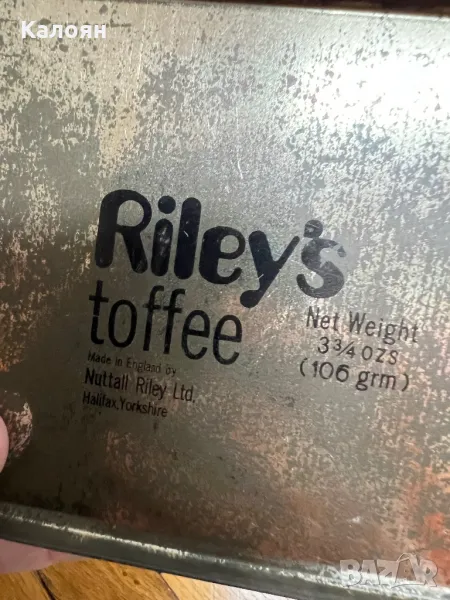 Калоян
Riley's
toffee
Net Weight
3¾ OZS
(106 grm)
Made in England by
Nuttall Riley Ltd.
Halifax, Yorkshire
BAZAR